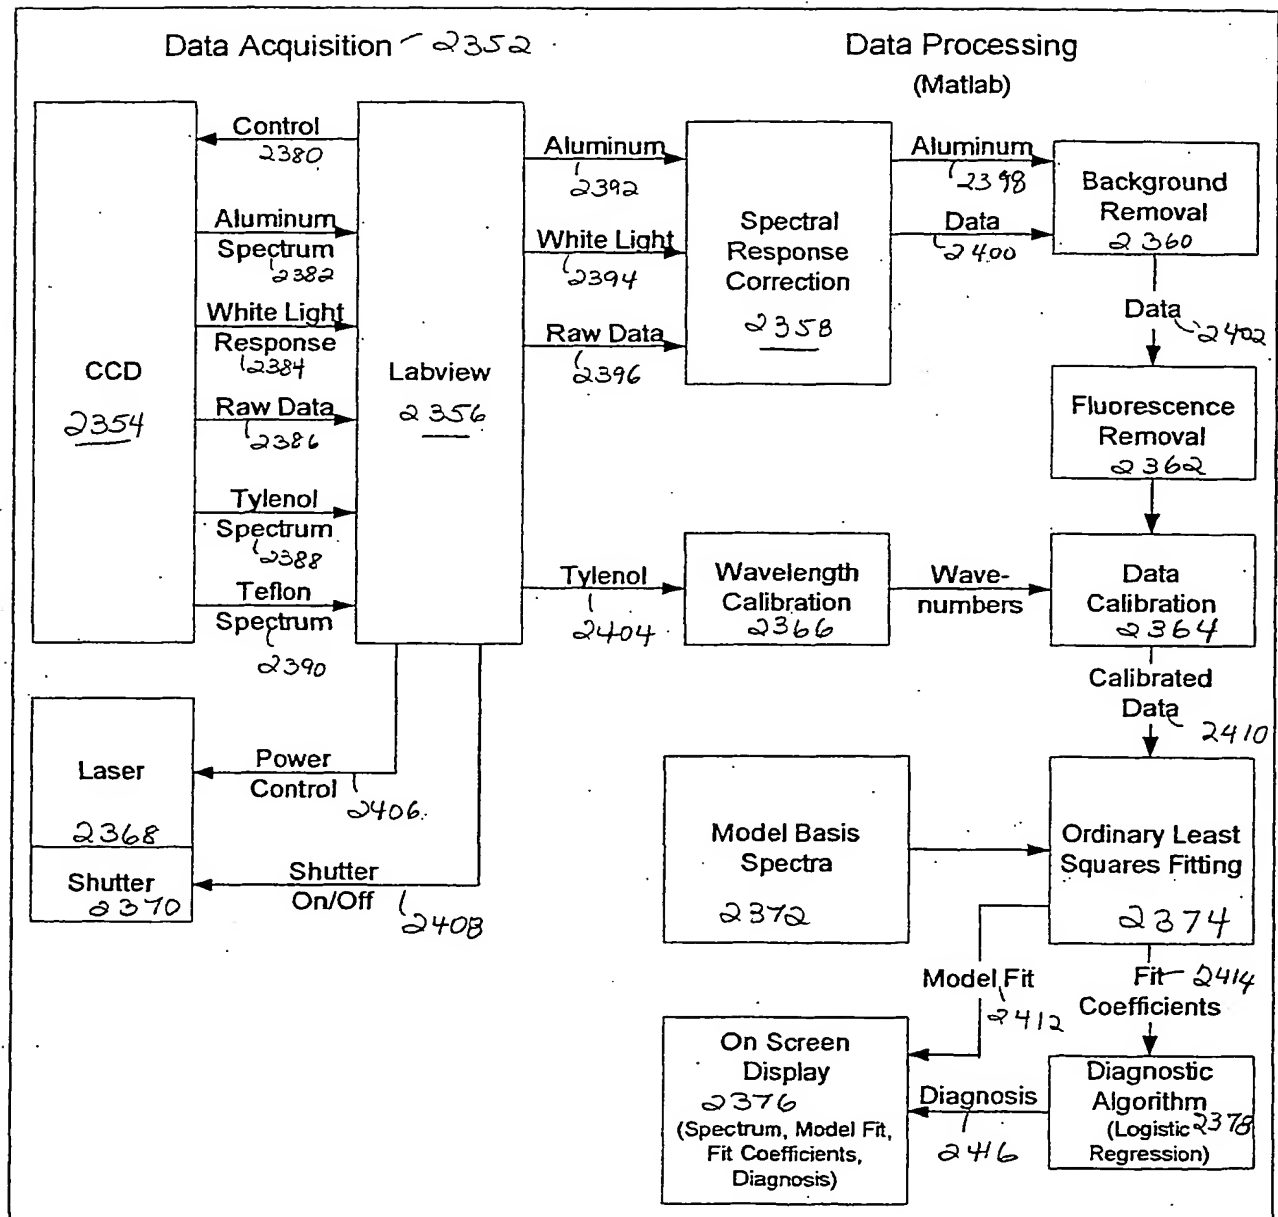 Data Acquisition 2352
Data Processing
(Matlab)
CCD
2354
Control
2380
Aluminum
Spectrum
2382
White Light
Response
2384
Raw Data
2386
Tylenol
Spectrum
2388
Teflon
Spectrum
2390
Labview
2356
Aluminum
2392
White Light
2394
Raw Data
2396
Spectral
Response
Correction
2358
Aluminum
2398
Data
2400
Background
Removal
2360
Data
2402
Fluorescence
Removal
2362
Tylenol
2404
Wavelength
Calibration
2366
Wave-
numbers
Data
Calibration
2364
Calibrated
Data
2410
Laser
2368
Shutter
2370
Power
Control
2406
Shutter
On/Off
2408
Model Basis
Spectra
2372
Ordinary Least
Squares Fitting
2374
Model Fit
2412
Fit 2414
Coefficients
On Screen
Display
2376
(Spectrum, Model Fit,
Fit Coefficients,
Diagnosis)
Diagnosis
2416
Diagnostic
Algorithm
(Logistic 2378
Regression)